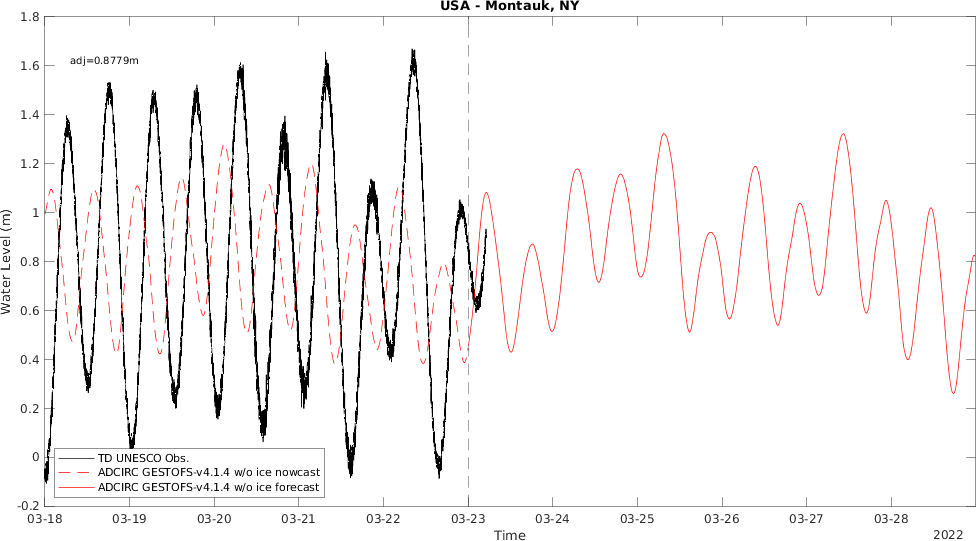 USA - Montauk, NY
1.8
1.6
1.4
1.2
1
0.8
0.6
0.4
0.2
0
-0.2
Water Level (m)
adj=0.8779m
TD UNESCO Obs.
ADCIRC GESTOFS-v4.1.4 w/o ice nowcast
ADCIRC GESTOFS-v4.1.4 w/o ice forecast
03-18 03-19 03-20 03-21 03-22 03-23 03-24 03-25 03-26 03-27 03-28
Time
2022